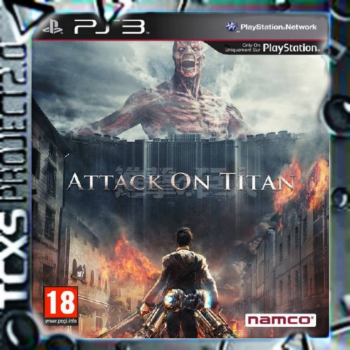 PS3
PlayStation®Network
Only On
Uniquement Sur
PlayStation.
TCXS PROJECT 2.0
ATTACK ON TITAN
18
www.pegi.info
namco®